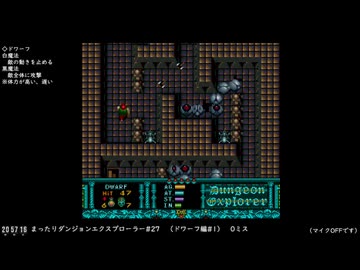 ◇ドワーフ
白魔法
敵の動きを止める
黒魔法
敵全体に攻撃
※体力が高い、遅い
DWARF
HIT 47
AG
AT
ST
IN
Dungeon
Explorer
20 57 16 まったりダンジョンエクスプローラー#27 (ドワーフ編#1) 0ミス (マイクOFFです)